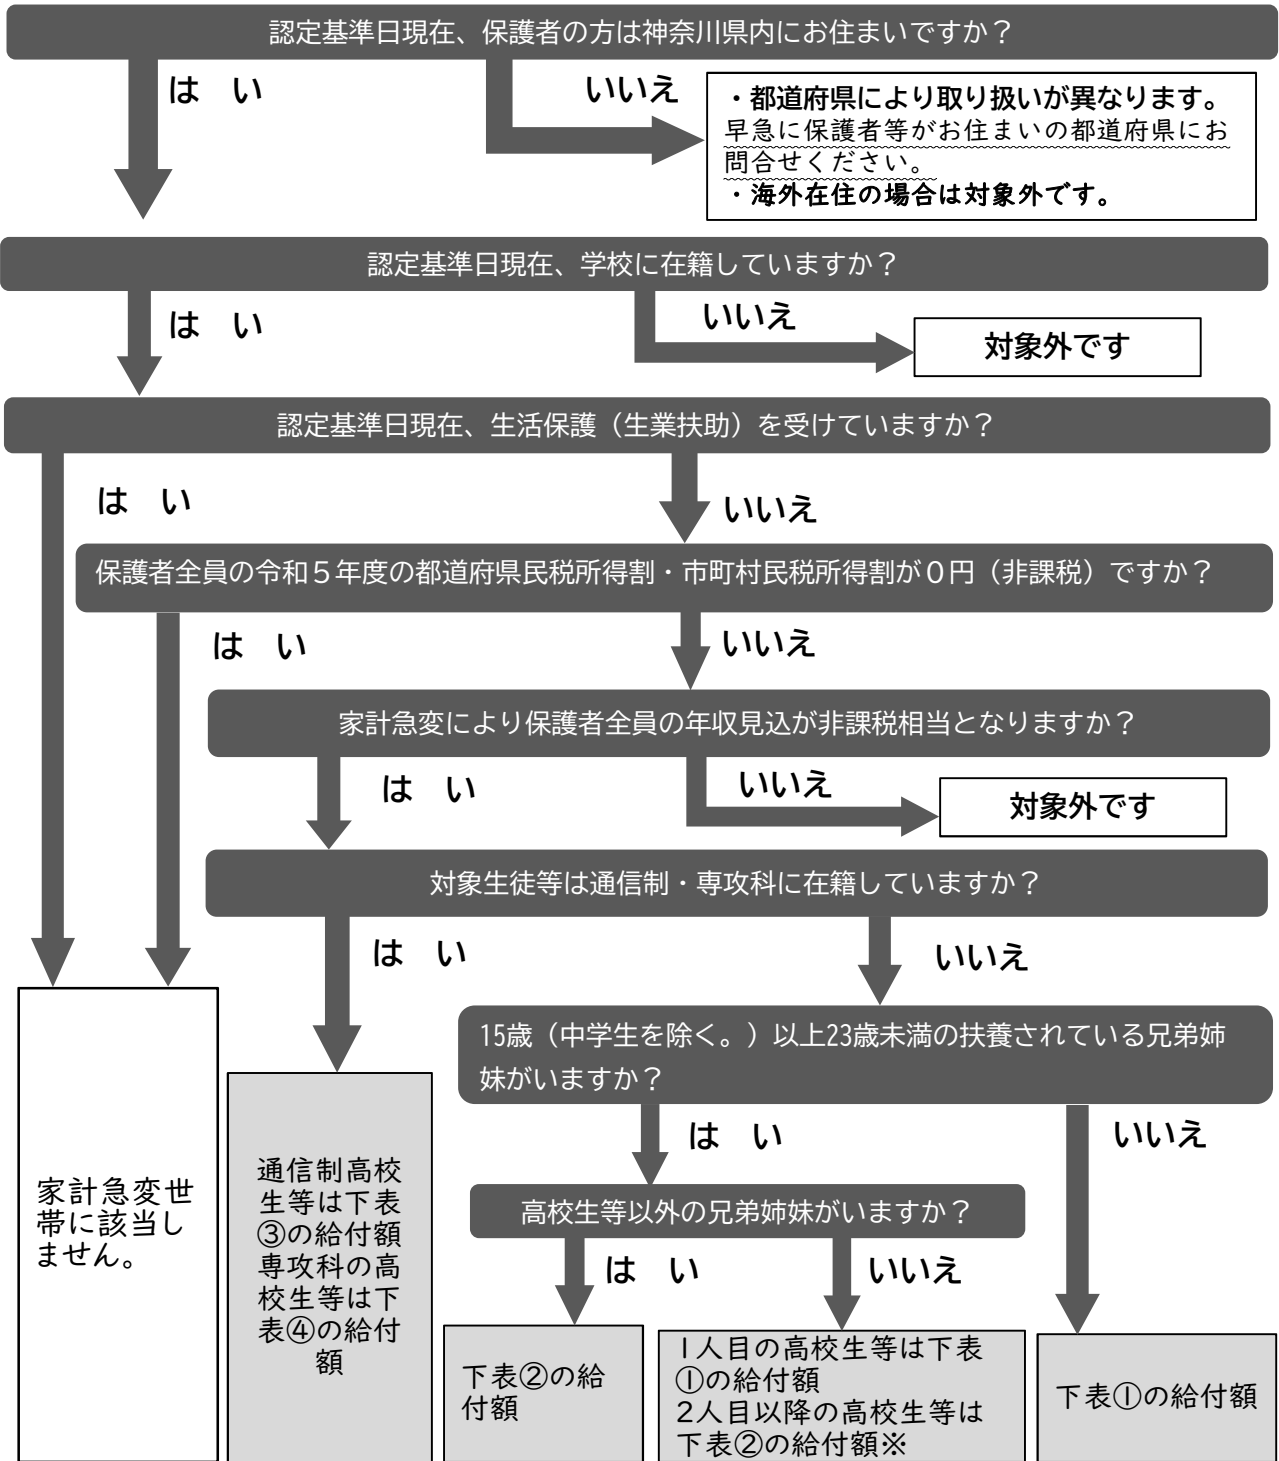 認定基準日現在、保護者の方は神奈川県内にお住まいですか？
は　い
いいえ
・都道府県により取り扱いが異なります。
早急に保護者等がお住まいの都道府県にお
問合せください。
・海外在住の場合は対象外です。
認定基準日現在、学校に在籍していますか？
は　い
いいえ
対象外です
認定基準日現在、生活保護（生業扶助）を受けていますか？
は　い
いいえ
保護者全員の令和５年度の都道府県民税所得割・市町村民税所得割が０円（非課税）ですか？
は　い
いいえ
家計急変により保護者全員の年収見込が非課税相当となりますか？
は　い
いいえ
対象外です
対象生徒等は通信制・専攻科に在籍していますか？
は　い
いいえ
15歳（中学生を除く。）以上23歳未満の扶養されている兄弟姉
妹がいますか？
は　い
いいえ
高校生等以外の兄弟姉妹がいますか？
は　い
いいえ
家計急変世
帯に該当し
ません。
通信制高校
生等は下表
③の給付額
専攻科の高
校生等は下
表④の給付
額
下表②の給
付額
1人目の高校生等は下表
①の給付額
2人目以降の高校生等は
下表②の給付額※
下表①の給付額